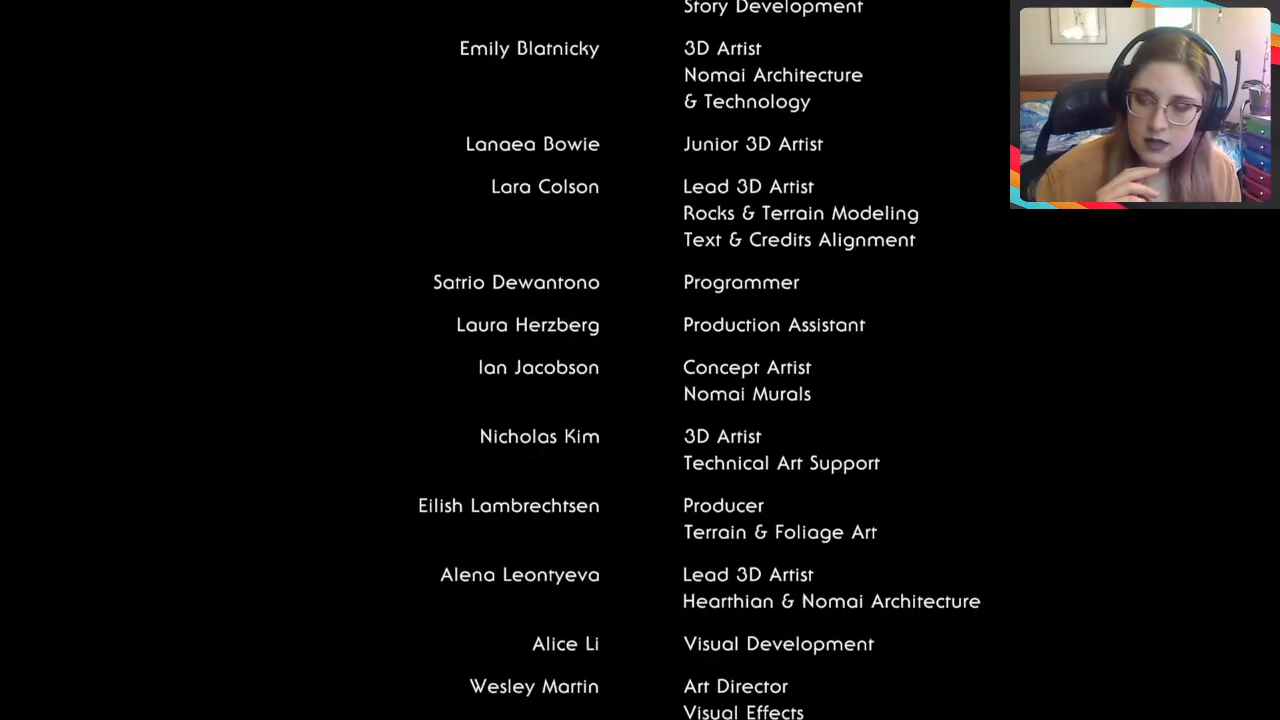 Story Development
Emily Blatnicky 3D Artist
Nomai Architecture
& Technology
Lanaea Bowie Junior 3D Artist
Lara Colson Lead 3D Artist
Rocks & Terrain Modeling
Text & Credits Alignment
Satrio Dewantono Programmer
Laura Herzberg Production Assistant
Ian Jacobson Concept Artist
Nomai Murals
Nicholas Kim 3D Artist
Technical Art Support
Eilish Lambrechtsen Producer
Terrain & Foliage Art
Alena Leontyeva Lead 3D Artist
Hearthian & Nomai Architecture
Alice Li Visual Development
Wesley Martin Art Director
Visual Effects